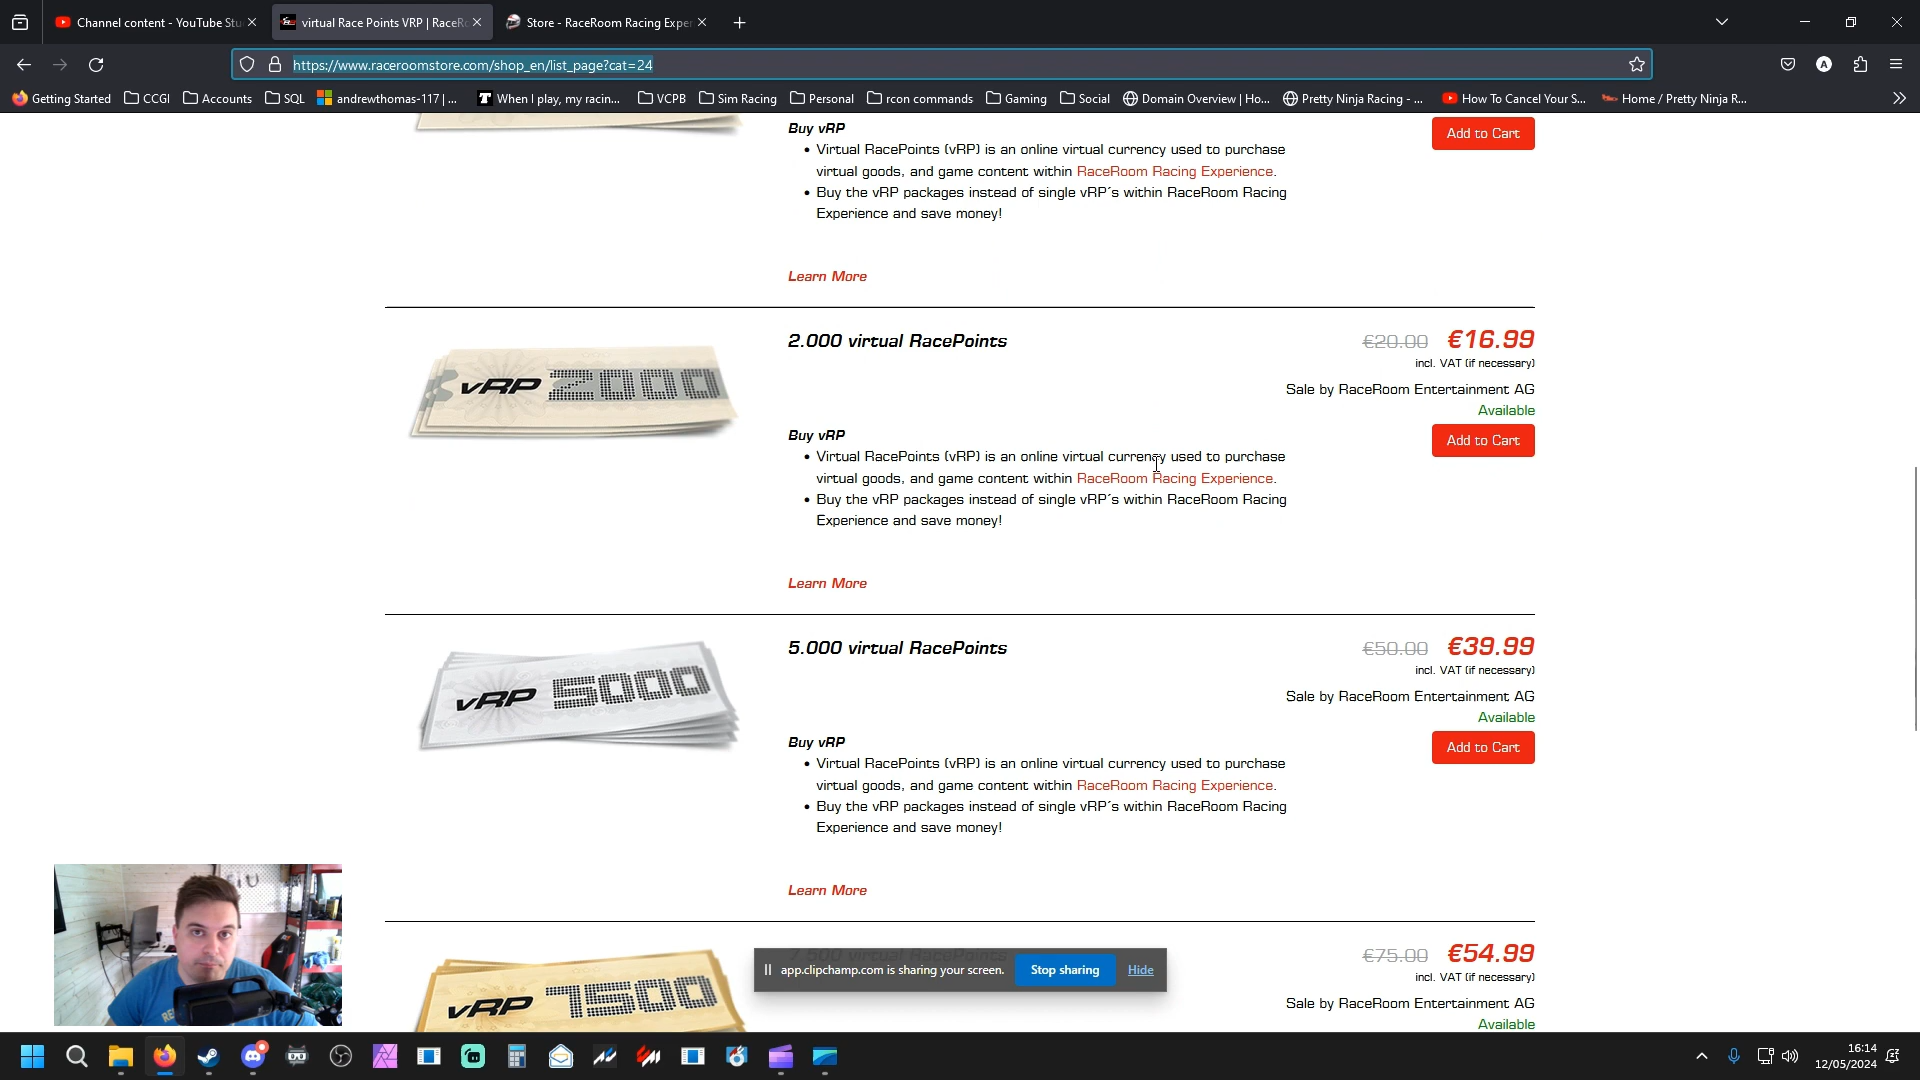 Channel content - YouTube Stu
virtual Race Points VRP | RaceR
Store - RaceRoom Racing Exper
https://www.raceroomstore.com/shop_en/list_page?cat=24
Getting Started
CCGI
Accounts
SQL
andrewthomas-117 | ...
When I play, my racin...
VCPB
Sim Racing
Personal
rcon commands
Gaming
Social
Domain Overview | Ho...
Pretty Ninja Racing - ...
How To Cancel Your S...
Home / Pretty Ninja R...
Buy vRP
Add to Cart
• Virtual RacePoints (vRP) is an online virtual currency used to purchase
virtual goods, and game content within RaceRoom Racing Experience.
• Buy the vRP packages instead of single vRP´s within RaceRoom Racing
Experience and save money!
Learn More
vRP 2000
2.000 virtual RacePoints
€20.00 €16.99
incl. VAT (if necessary)
Sale by RaceRoom Entertainment AG
Available
Buy vRP
Add to Cart
• Virtual RacePoints (vRP) is an online virtual currency used to purchase
virtual goods, and game content within RaceRoom Racing Experience.
• Buy the vRP packages instead of single vRP´s within RaceRoom Racing
Experience and save money!
Learn More
vRP 5000
5.000 virtual RacePoints
€50.00 €39.99
incl. VAT (if necessary)
Sale by RaceRoom Entertainment AG
Available
Buy vRP
Add to Cart
• Virtual RacePoints (vRP) is an online virtual currency used to purchase
virtual goods, and game content within RaceRoom Racing Experience.
• Buy the vRP packages instead of single vRP´s within RaceRoom Racing
Experience and save money!
Learn More
vRP 7500
7.500 virtual RacePoints
€75.00 €54.99
incl. VAT (if necessary)
Sale by RaceRoom Entertainment AG
Available
app.clipchamp.com is sharing your screen.
Stop sharing
Hide
16:14
12/05/2024